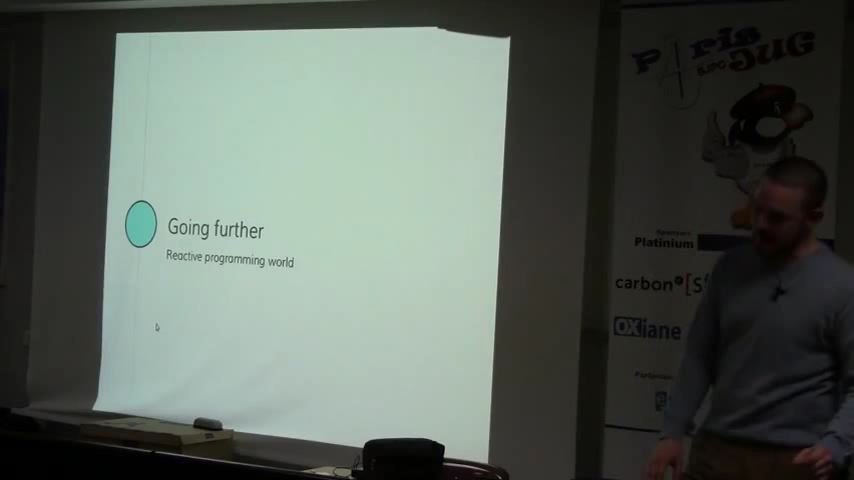 Going further
Reactive programming world
Paris
JUG
Platinium
carbon
OXiane